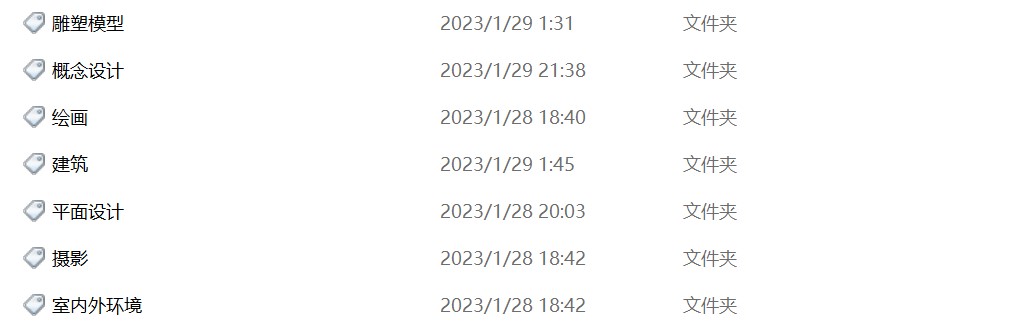 雕塑模型 2023/1/29 1:31 文件夹
概念设计 2023/1/29 21:38 文件夹
绘画 2023/1/28 18:40 文件夹
建筑 2023/1/29 1:45 文件夹
平面设计 2023/1/28 20:03 文件夹
摄影 2023/1/28 18:42 文件夹
室内外环境 2023/1/28 18:42 文件夹